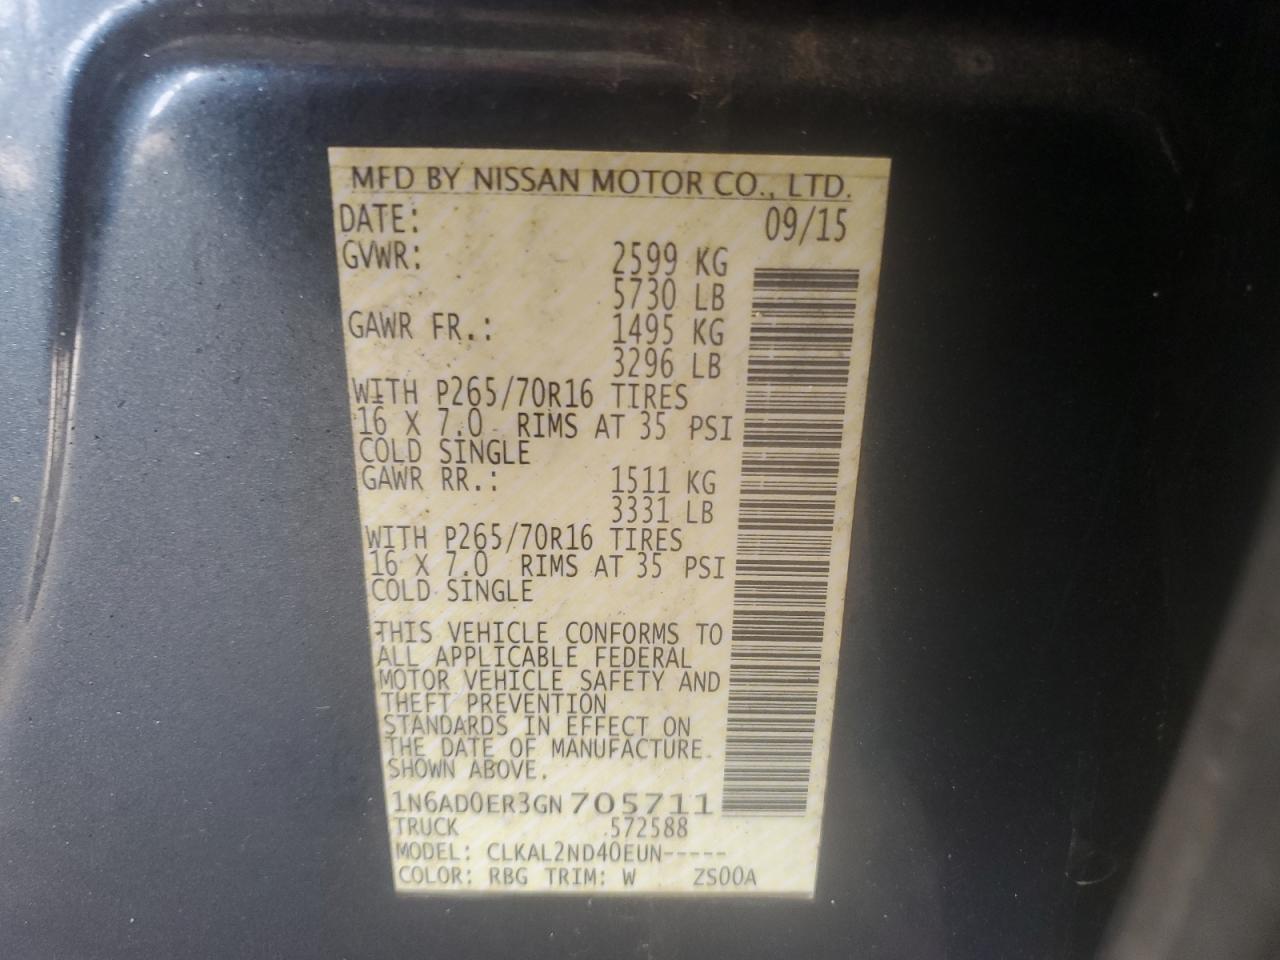 MFD BY NISSAN MOTOR CO., LTD.
DATE: 09/15
GVWR: 2599 KG
5730 LB
GAWR FR.: 1495 KG
3296 LB
WITH P265/70R16 TIRES
16 X 7.0 RIMS AT 35 PSI
COLD SINGLE
GAWR RR.: 1511 KG
3331 LB
WITH P265/70R16 TIRES
16 X 7.0 RIMS AT 35 PSI
COLD SINGLE
THIS VEHICLE CONFORMS TO
ALL APPLICABLE FEDERAL
MOTOR VEHICLE SAFETY AND
THEFT PREVENTION
STANDARDS IN EFFECT ON
THE DATE OF MANUFACTURE
SHOWN ABOVE.
1N6AD0ER3GN705711
TRUCK 572588
MODEL: CLKAL2ND40EUN-----
COLOR: RBG TRIM: W ZS00A